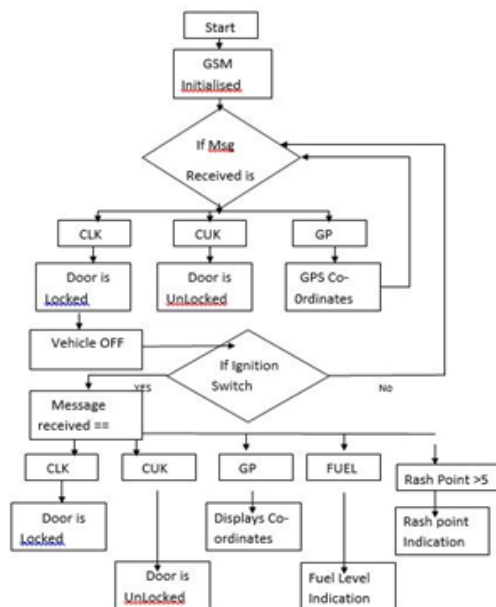 Start
GSM
Initialised
If Msg
Received is
CLK
CUK
GP
Door is
Locked
Door is
UnLocked
GPS Co-
Ordinates
Vehicle OFF
If Ignition
Switch
YES
No
Message
received ==
CLK
CUK
GP
FUEL
Rash Point >5
Door is
Locked
Displays Co-
ordinates
Rash point
Indication
Door is
UnLocked
Fuel Level
Indication